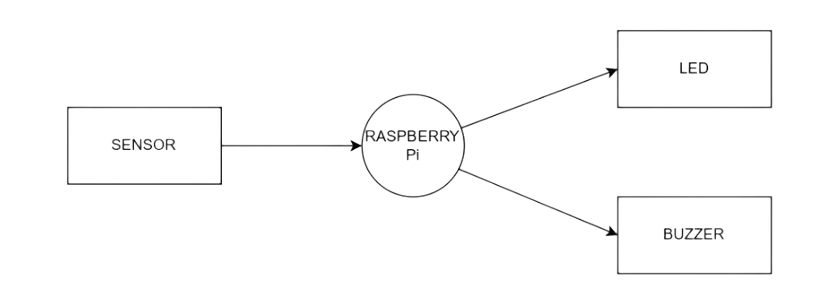 SENSOR
RASPBERRY
Pi
LED
BUZZER